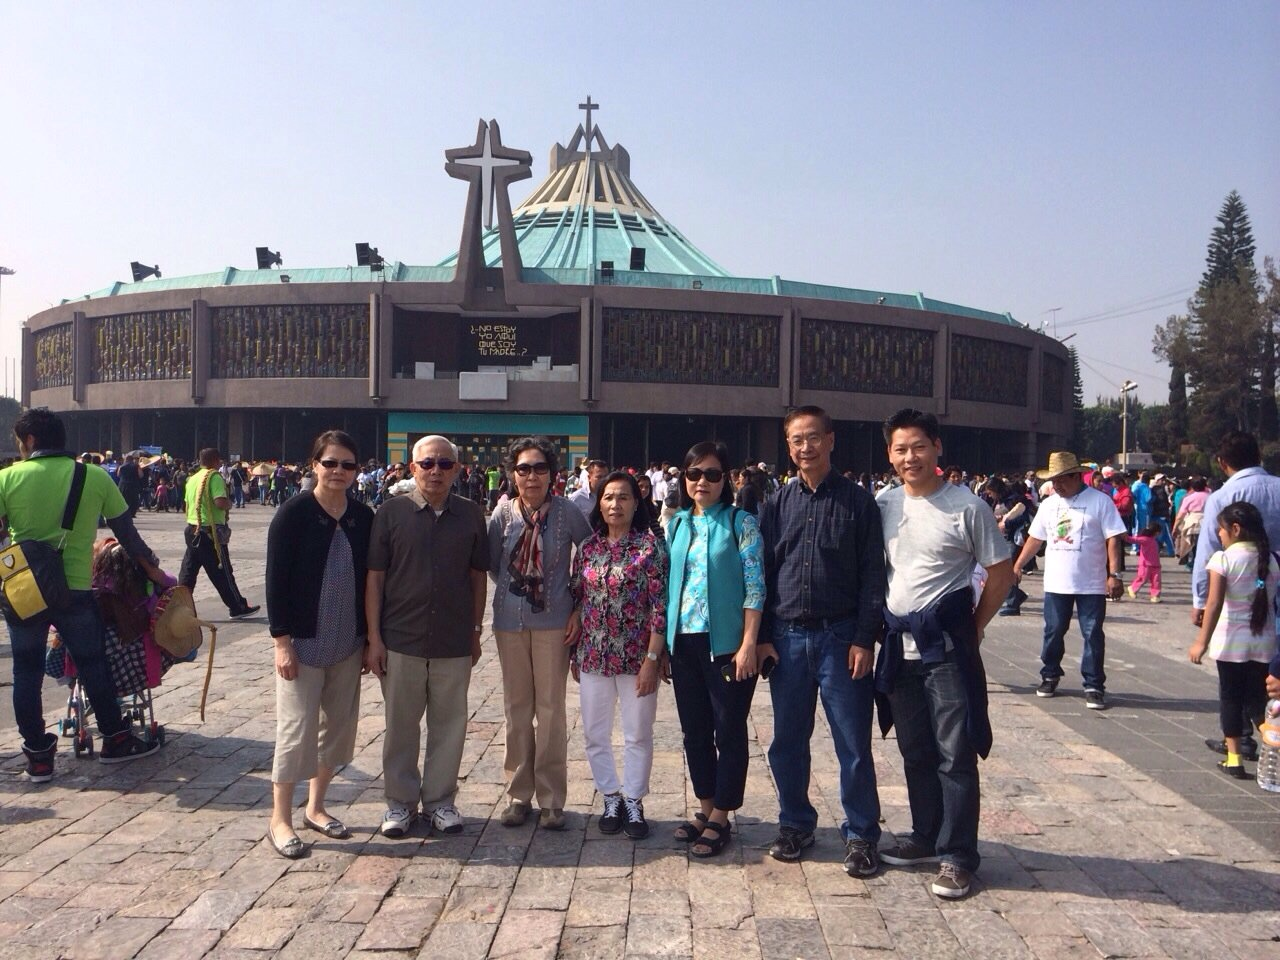 ¿-NO ESTOY
YO AQUI
QUE SOY
TU MADRE-?